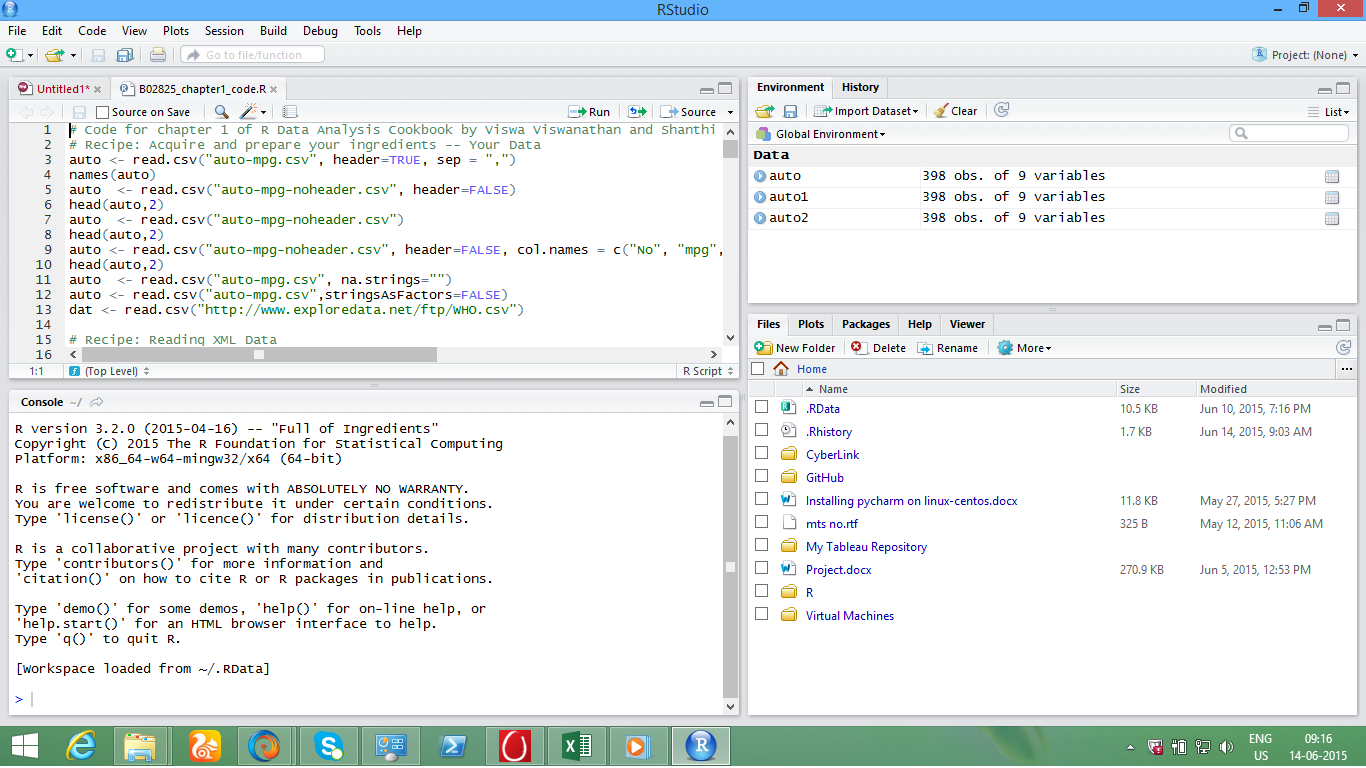 RStudio
File Edit Code View Plots Session Build Debug Tools Help
Go to file/function
Project: (None)
Untitled1*
B02825_chapter1_code.R
Source on Save
Run
Source
1 # Code for chapter 1 of R Data Analysis Cookbook by Viswa Viswanathan and Shanthi
2 # Recipe: Acquire and prepare your ingredients -- Your Data
3 auto <- read.csv("auto-mpg.csv", header=TRUE, sep = ",")
4 names(auto)
5 auto  <- read.csv("auto-mpg-noheader.csv", header=FALSE)
6 head(auto,2)
7 auto  <- read.csv("auto-mpg-noheader.csv")
8 head(auto,2)
9 auto <- read.csv("auto-mpg-noheader.csv", header=FALSE, col.names = c("No", "mpg",
10 head(auto,2)
11 auto  <- read.csv("auto-mpg.csv", na.strings="")
12 auto <- read.csv("auto-mpg.csv",stringsAsFactors=FALSE)
13 dat <- read.csv("http://www.exploredata.net/ftp/WHO.csv")
14
15 # Recipe: Reading XML Data
16
1:1 (Top Level) R Script
Console ~/
R version 3.2.0 (2015-04-16) -- "Full of Ingredients"
Copyright (C) 2015 The R Foundation for Statistical Computing
Platform: x86_64-w64-mingw32/x64 (64-bit)
R is free software and comes with ABSOLUTELY NO WARRANTY.
You are welcome to redistribute it under certain conditions.
Type 'license()' or 'licence()' for distribution details.
R is a collaborative project with many contributors.
Type 'contributors()' for more information and
'citation()' on how to cite R or R packages in publications.
Type 'demo()' for some demos, 'help()' for on-line help, or
'help.start()' for an HTML browser interface to help.
Type 'q()' to quit R.
[Workspace loaded from ~/.RData]
>
Environment History
Import Dataset Clear List
Global Environment
Data
auto 398 obs. of 9 variables
auto1 398 obs. of 9 variables
auto2 398 obs. of 9 variables
Files Plots Packages Help Viewer
New Folder Delete Rename More
Home
Name Size Modified
.RData 10.5 KB Jun 10, 2015, 7:16 PM
.Rhistory 1.7 KB Jun 14, 2015, 9:03 AM
CyberLink
GitHub
Installing pycharm on linux-centos.docx 11.8 KB May 27, 2015, 5:27 PM
mts no.rtf 325 B May 12, 2015, 11:06 AM
My Tableau Repository
Project.docx 270.9 KB Jun 5, 2015, 12:53 PM
R
Virtual Machines
ENG 09:16
US 14-06-2015